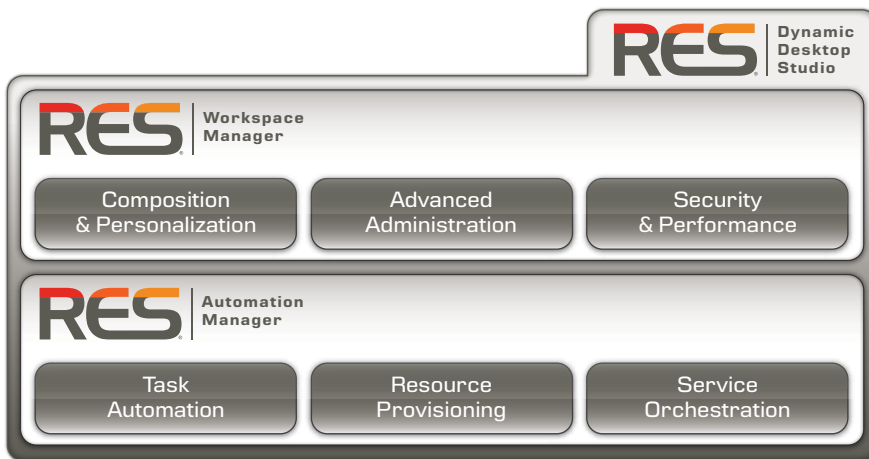 RES
Dynamic
Desktop
Studio
RES
Workspace
Manager
Composition
& Personalization
Advanced
Administration
Security
& Performance
RES
Automation
Manager
Task
Automation
Resource
Provisioning
Service
Orchestration